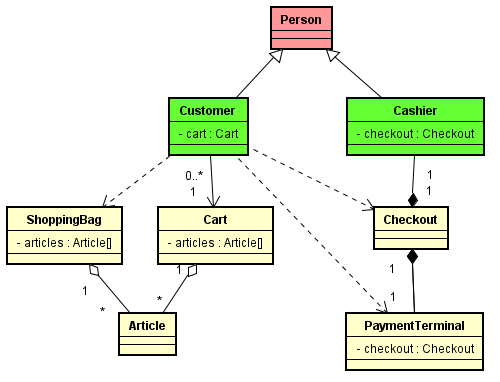 Person
Customer
- cart : Cart
Cashier
- checkout : Checkout
0..*
1
1
1
ShoppingBag
- articles : Article[]
Cart
- articles : Article[]
Checkout
1
1
1
*
*
1
Article
PaymentTerminal
- checkout : Checkout